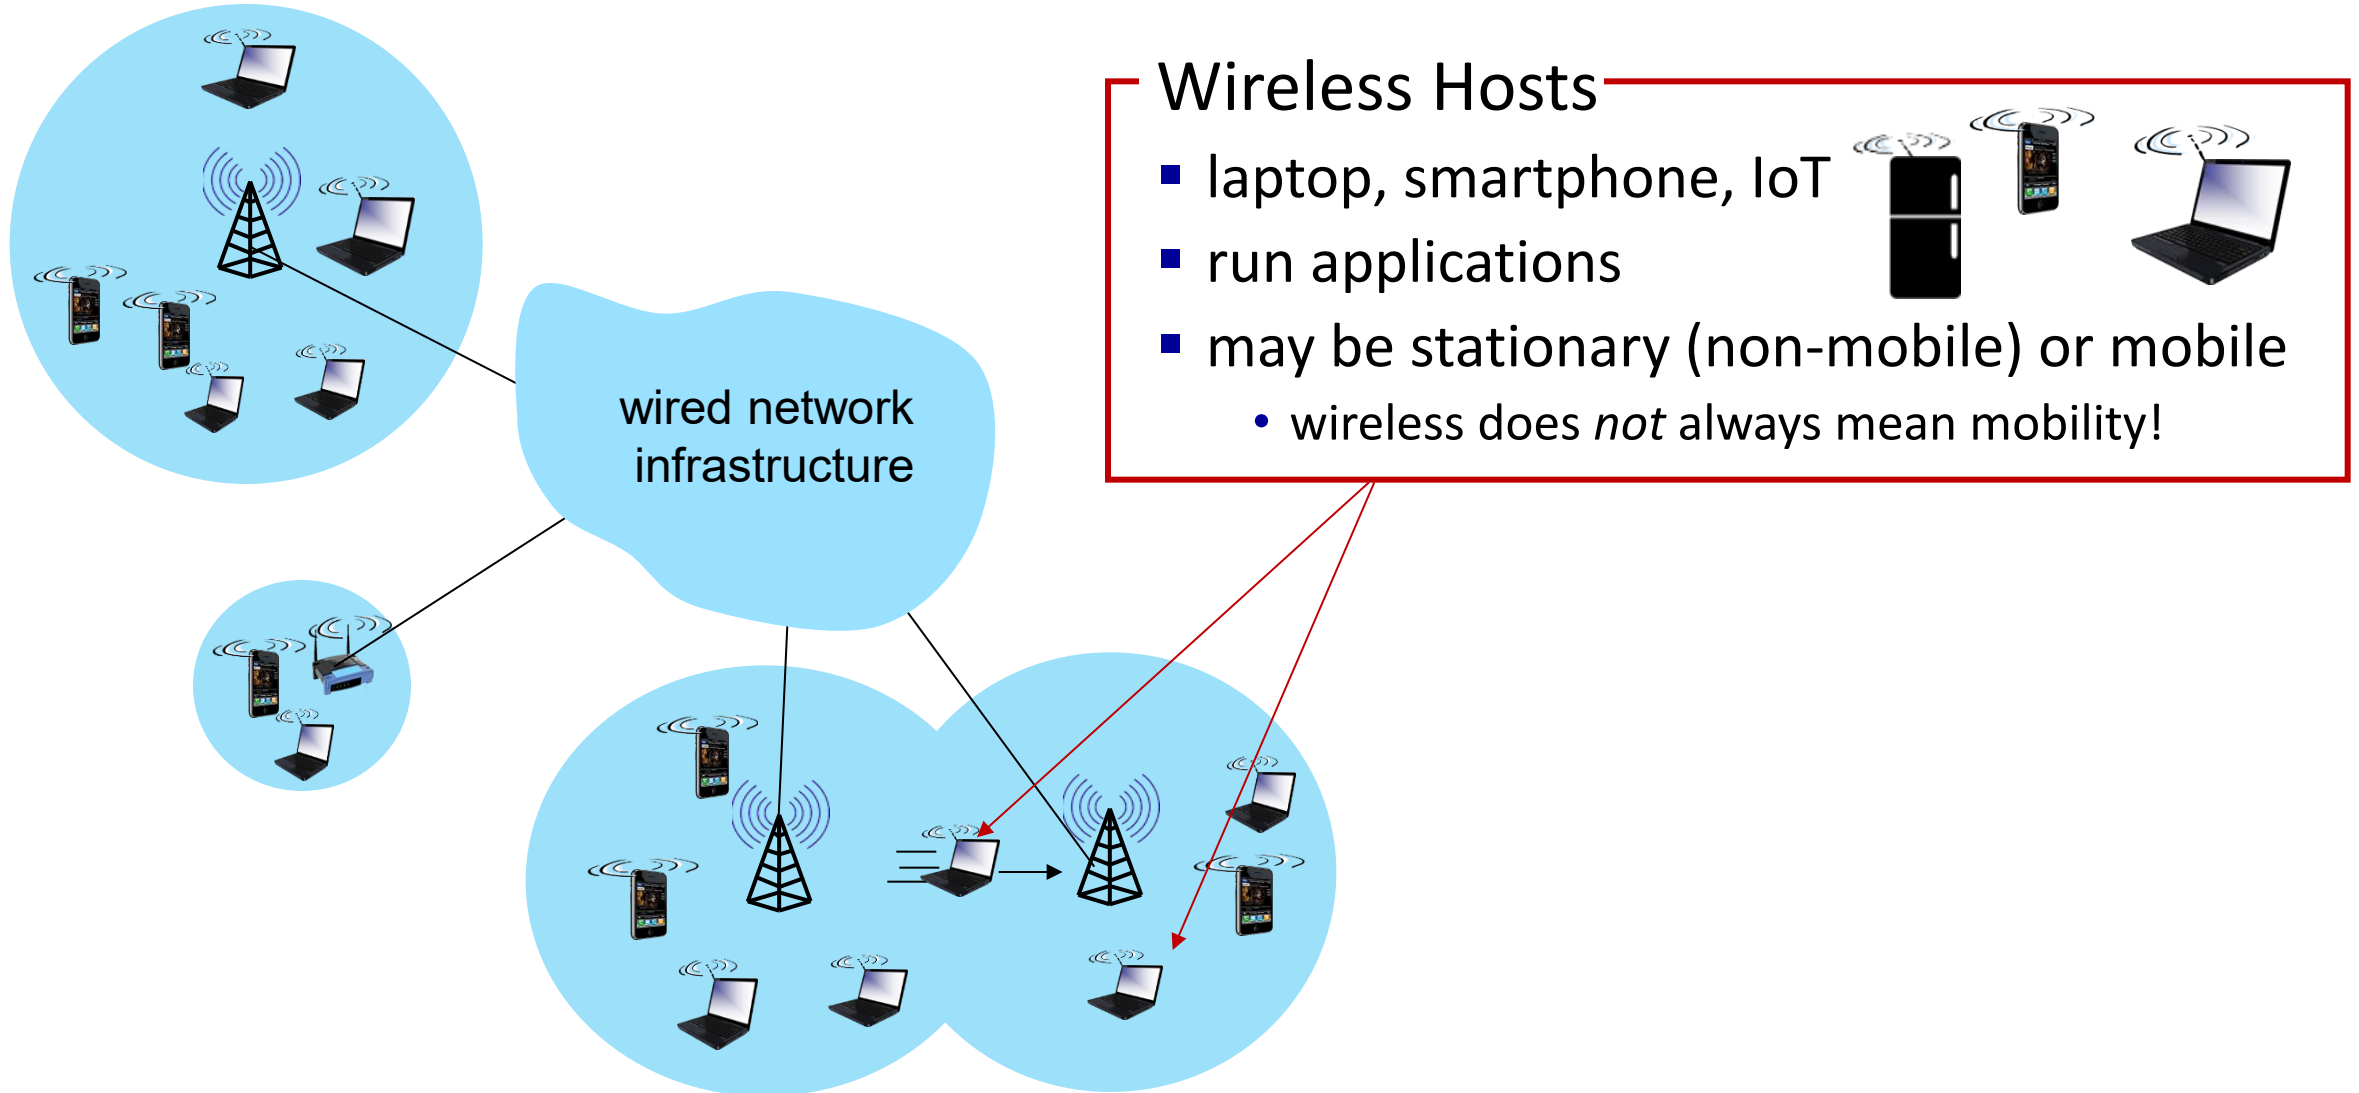 Wireless Hosts
laptop, smartphone, IoT
run applications
may be stationary (non-mobile) or mobile
wireless does not always mean mobility!
wired network
infrastructure